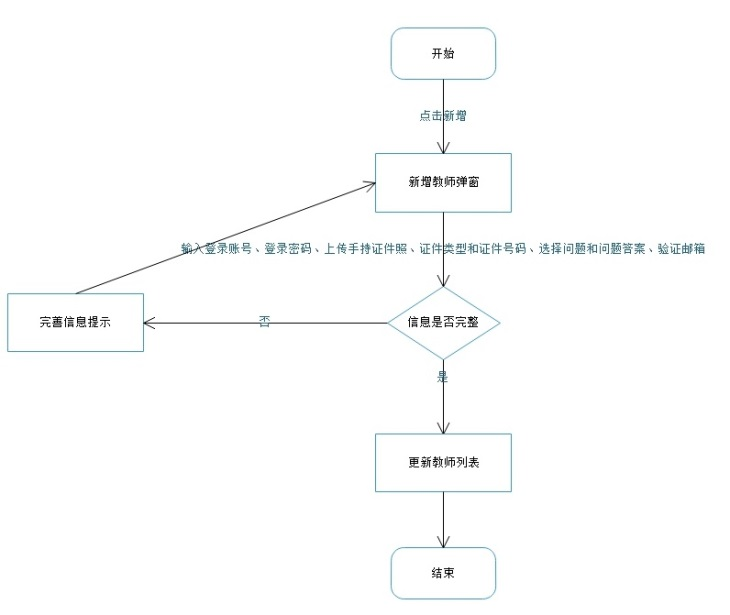 开始
点击新增
新增教师弹窗
输入登录账号、登录密码、上传手持证件照、证件类型和证件号码、选择问题和问题答案、验证邮箱
完善信息提示
否
信息是否完整
是
更新教师列表
结束